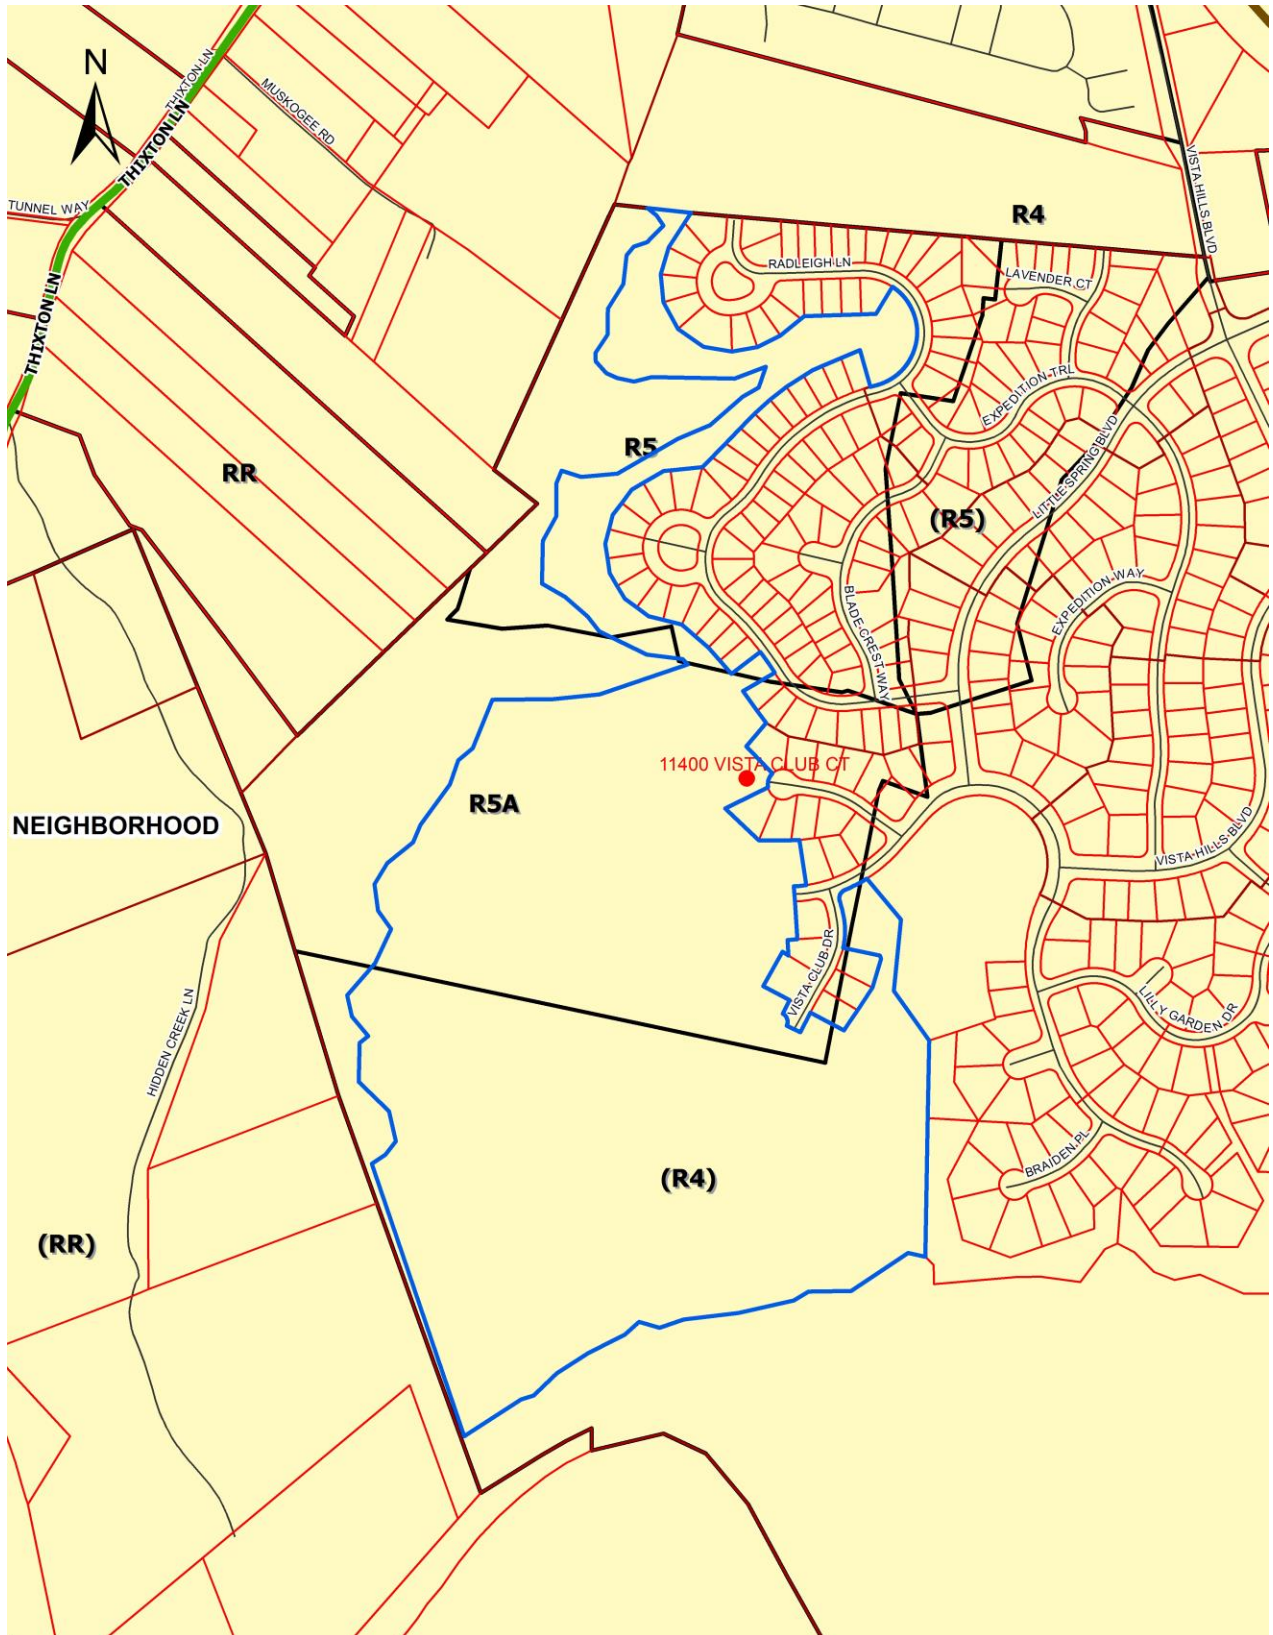 N
THIXTON LN
THIXTON LN
MUSKOGEE RD
TUNNEL WAY
THIXTON LN
VISTA HILLS BLVD
R4
RADLEIGH LN
LAVENDER CT
EXPEDITION TRL
R5
RR
LITTLE SPRING BLVD
(R5)
EXPEDITION WAY
BLADE CREST WAY
11400 VISTA CLUB CT
R5A
NEIGHBORHOOD
VISTA HILLS BLVD
VISTA CLUB DR
LILLY GARDEN DR
HIDDEN CREEK LN
BRAIDEN PL
(R4)
(RR)